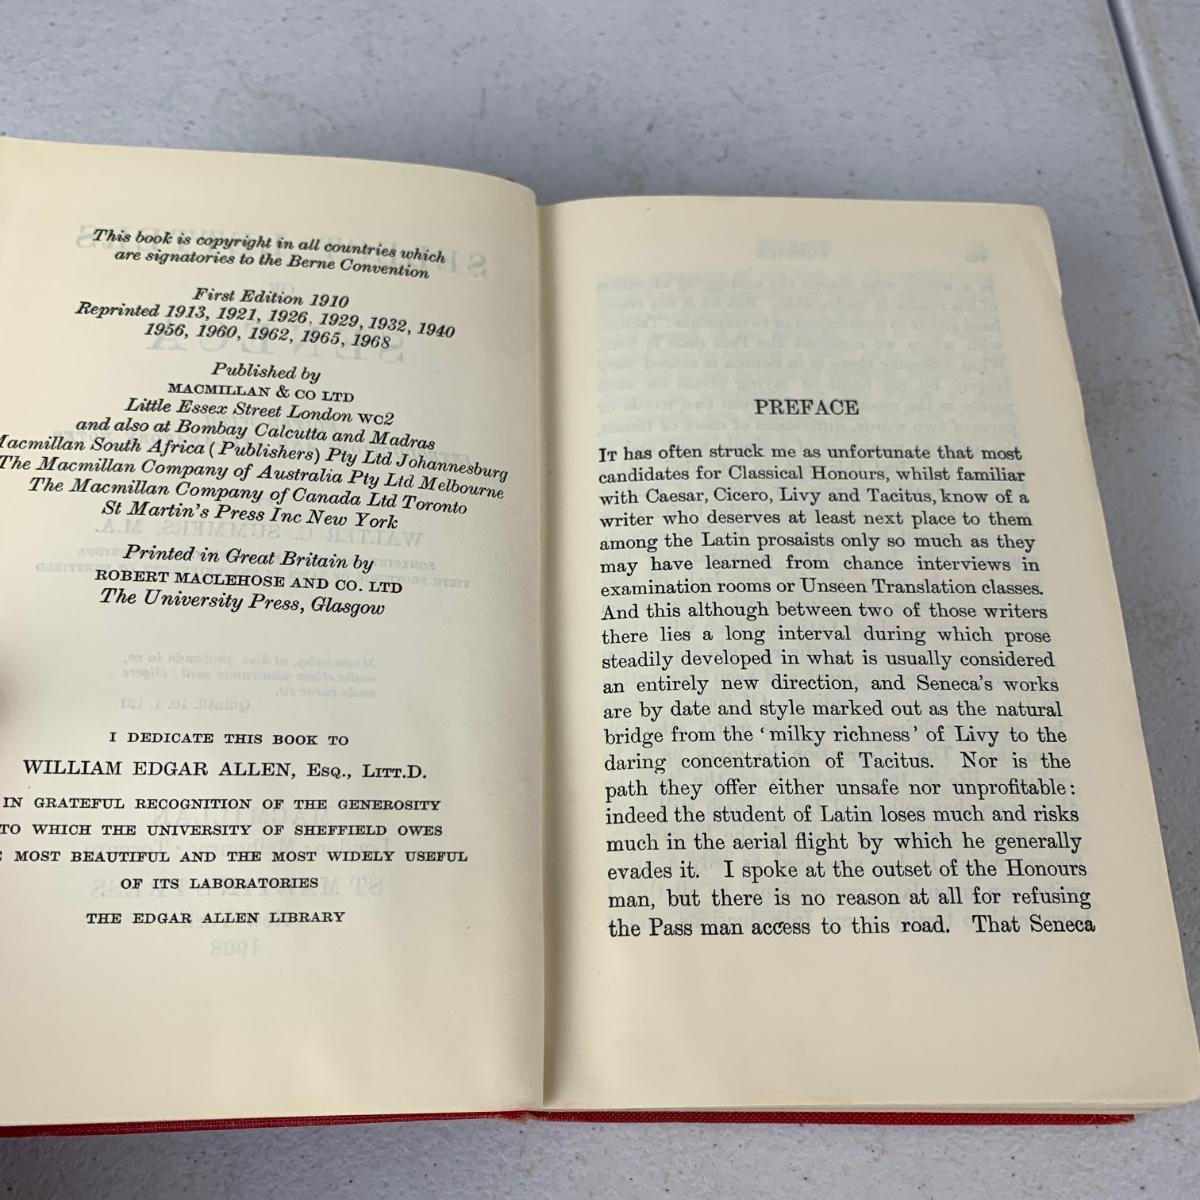 This book is copyright in all countries which
are signatories to the Berne Convention
First Edition 1910
Reprinted 1913, 1921, 1926, 1929, 1932, 1940
1956, 1960, 1962, 1965, 1968
Published by
MACMILLAN & CO LTD
Little Essex Street London WC2
and also at Bombay Calcutta and Madras
Macmillan South Africa (Publishers) Pty Ltd Johannesburg
The Macmillan Company of Australia Pty Ltd Melbourne
The Macmillan Company of Canada Ltd Toronto
St Martin's Press Inc New York
Printed in Great Britain by
ROBERT MACLEHOSE AND CO. LTD
The University Press, Glasgow
I DEDICATE THIS BOOK TO
WILLIAM EDGAR ALLEN, ESQ., LITT.D.
IN GRATEFUL RECOGNITION OF THE GENEROSITY
TO WHICH THE UNIVERSITY OF SHEFFIELD OWES
MOST BEAUTIFUL AND THE MOST WIDELY USEFUL
OF ITS LABORATORIES
THE EDGAR ALLEN LIBRARY
PREFACE
IT has often struck me as unfortunate that most
candidates for Classical Honours, whilst familiar
with Caesar, Cicero, Livy and Tacitus, know of a
writer who deserves at least next place to them
among the Latin prosaists only so much as they
may have learned from chance interviews in
examination rooms or Unseen Translation classes.
And this although between two of those writers
there lies a long interval during which prose
steadily developed in what is usually considered
an entirely new direction, and Seneca's works
are by date and style marked out as the natural
bridge from the 'milky richness' of Livy to the
daring concentration of Tacitus. Nor is the
path they offer either unsafe nor unprofitable:
indeed the student of Latin loses much and risks
much in the aerial flight by which he generally
evades it. I spoke at the outset of the Honours
man, but there is no reason at all for refusing
the Pass man access to this road. That Seneca